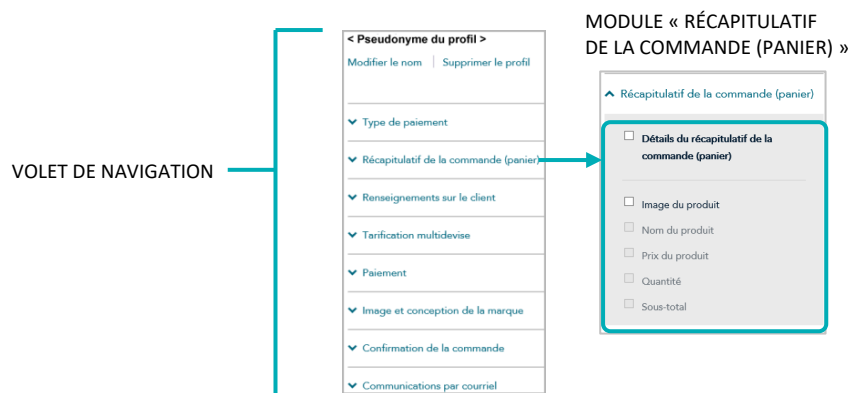 MODULE « RÉCAPITULATIF
DE LA COMMANDE (PANIER) »
< Pseudonyme du profil >
Modifier le nom | Supprimer le profil
Type de paiement
Récapitulatif de la commande (panier)
Renseignements sur le client
Tarification multidevise
Paiement
Image et conception de la marque
Confirmation de la commande
Communications par courriel
VOLET DE NAVIGATION
Récapitulatif de la commande (panier)
Détails du récapitulatif de la
commande (panier)
Image du produit
Nom du produit
Prix du produit
Quantité
Sous-total